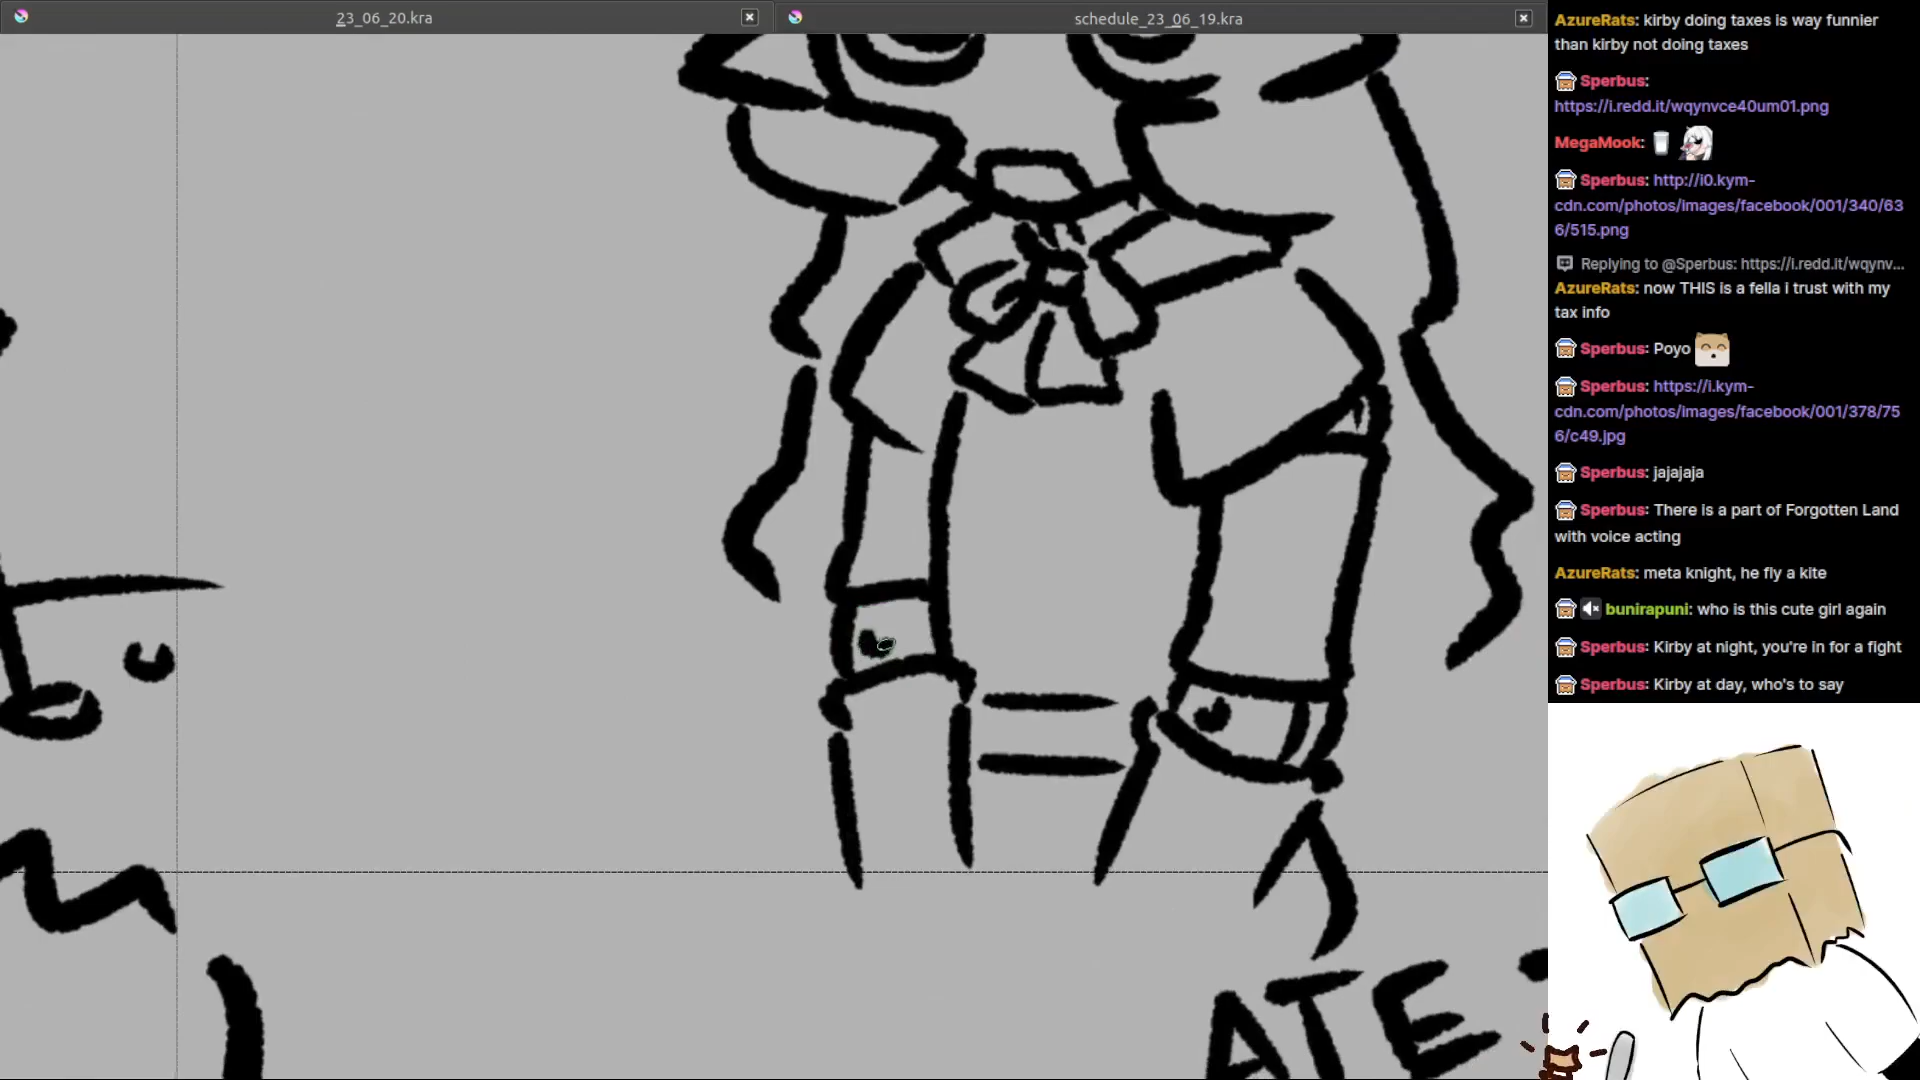 23_06_20.kra
schedule_23_06_19.kra
AzureRats: kirby doing taxes is way funnier
than kirby not doing taxes
Sperbus:
https://i.redd.it/wqynvce40um01.png
MegaMook:
Sperbus: http://i0.kym-
cdn.com/photos/images/facebook/001/340/63
6/515.png
Replying to @Sperbus: https://i.redd.it/wqynv...
AzureRats: now THIS is a fella i trust with my
tax info
Sperbus: Poyo
Sperbus: https://i.kym-
cdn.com/photos/images/facebook/001/378/75
6/c49.jpg
Sperbus: jajajaja
Sperbus: There is a part of Forgotten Land
with voice acting
AzureRats: meta knight, he fly a kite
bunirapuni: who is this cute girl again
Sperbus: Kirby at night, you're in for a fight
Sperbus: Kirby at day, who's to say
ATE